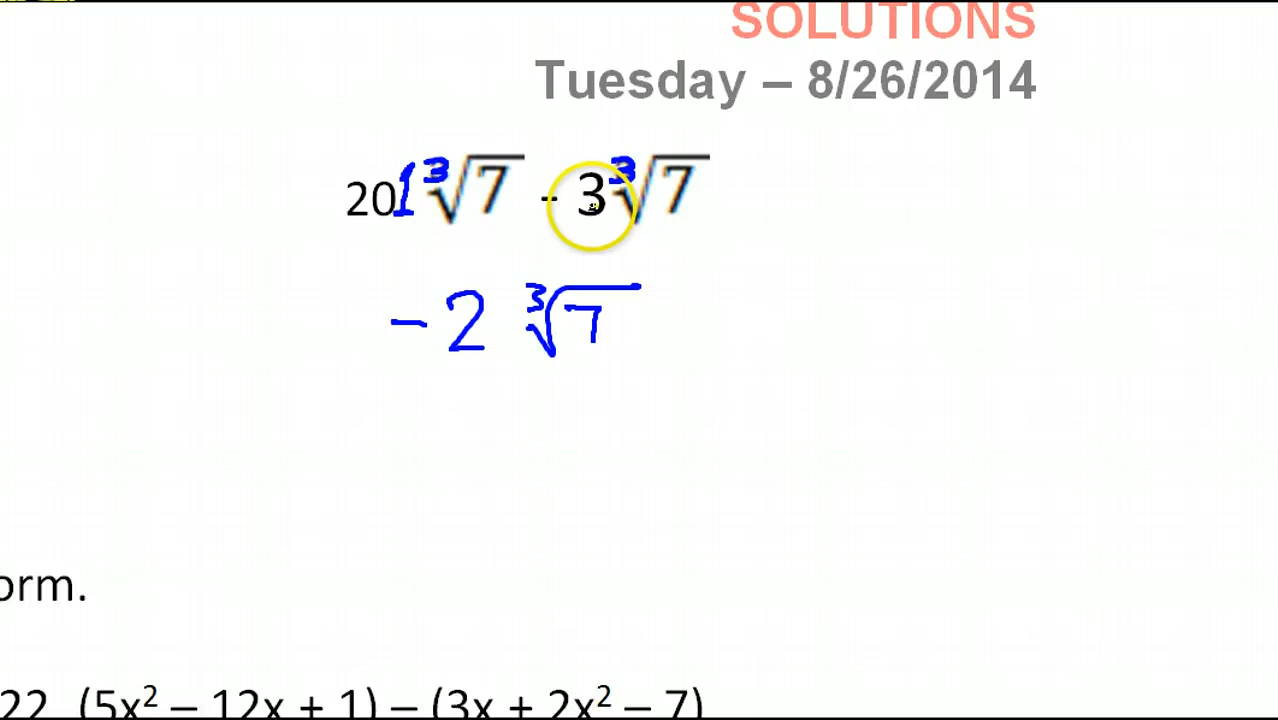 SOLUTIONS
Tuesday – 8/26/2014
20 1∛7 - 3∛7
-2 ∛7
orm.
22. (5x² – 12x + 1) – (3x + 2x² – 7)